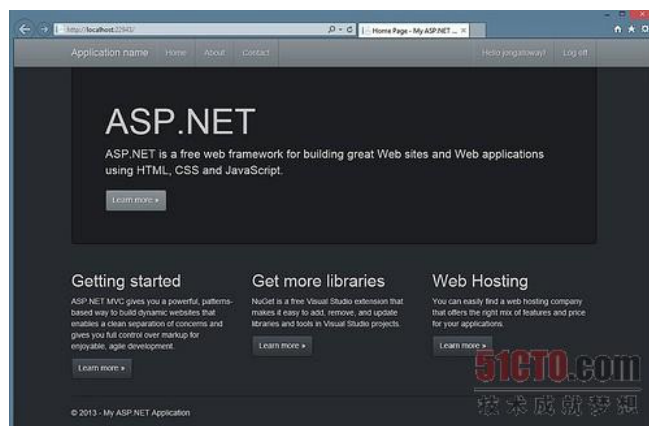 http://localhost:22943/
Home Page - My ASP.NET ...
Application name Home About Contact Hello jongalloway! Log off
ASP.NET
ASP.NET is a free web framework for building great Web sites and Web applications
using HTML, CSS and JavaScript.
Learn more »
Getting started
ASP.NET MVC gives you a powerful, patterns-
based way to build dynamic websites that
enables a clean separation of concerns and
gives you full control over markup for
enjoyable, agile development.
Learn more »
Get more libraries
NuGet is a free Visual Studio extension that
makes it easy to add, remove, and update
libraries and tools in Visual Studio projects.
Learn more »
Web Hosting
You can easily find a web hosting company
that offers the right mix of features and price
for your applications.
Learn more »
51CTO.com
技术成就梦想
© 2013 - My ASP.NET Application